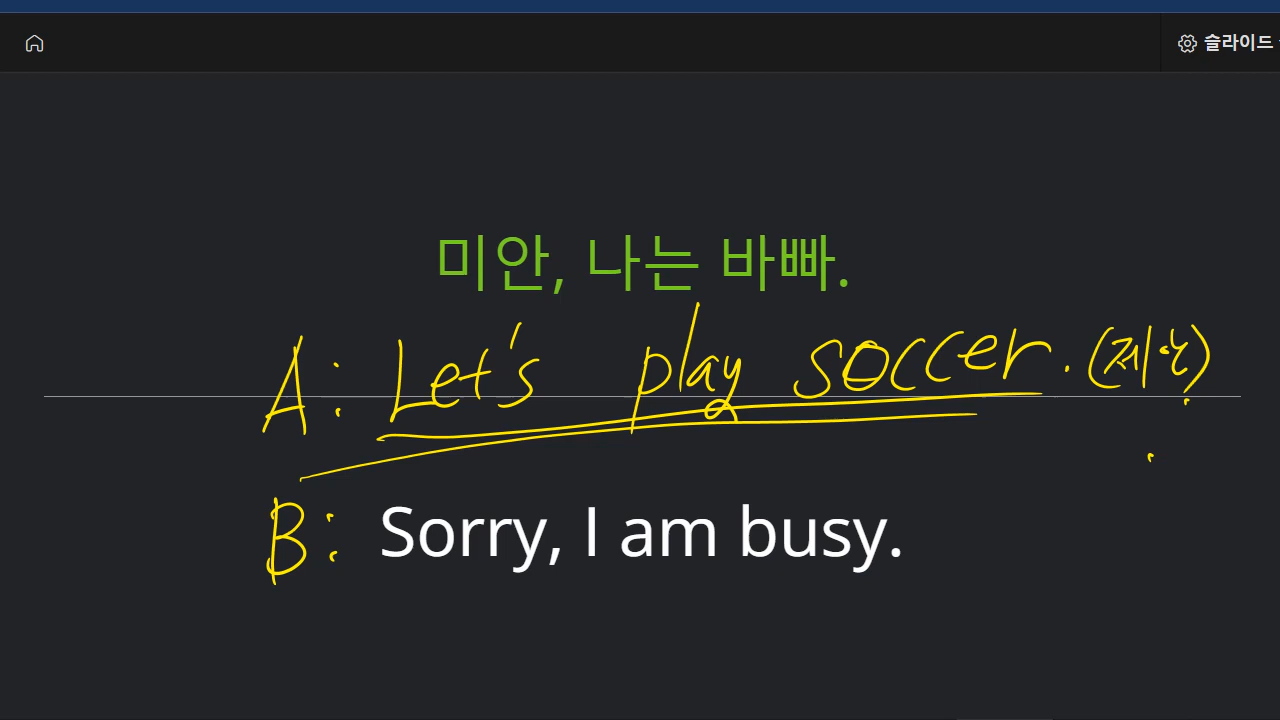 슬라이드
미안, 나는 바빠.
A: Let's play soccer. (제안)
B: Sorry, I am busy.